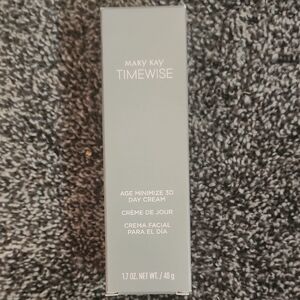 MARY KAY
TIMEWISE
AGE MINIMIZE 3D
DAY CREAM
CRÈME DE JOUR
CREMA FACIAL
PARA EL DÍA
1.7 OZ. NET WT. / 48 g